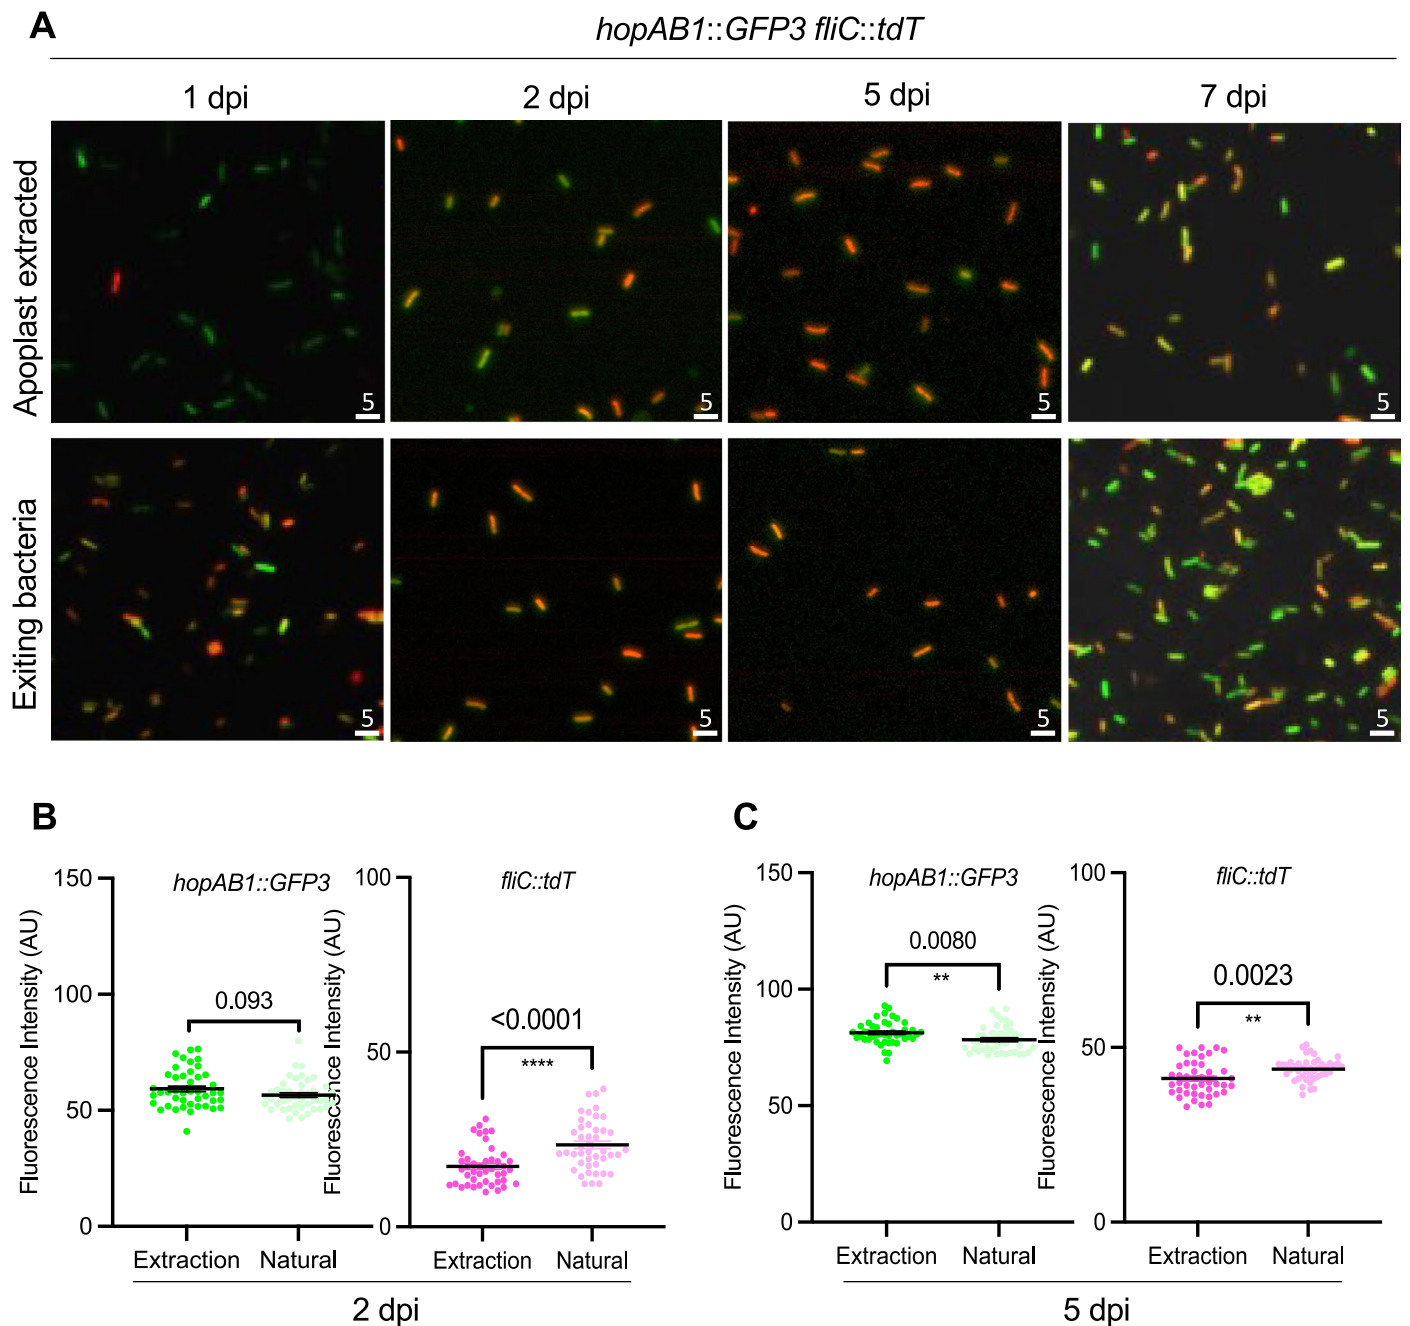 A
hopAB1::GFP3 fliC::tdT
1 dpi
2 dpi
5 dpi
7 dpi
Apoplast extracted
5
5
5
5
Exiting bacteria
5
5
5
5
B
Fluorescence Intensity (AU)
150
100
50
0
hopAB1::GFP3
0.093
Extraction
Natural
Fluorescence Intensity (AU)
100
50
0
fliC::tdT
<0.0001
****
Extraction
Natural
2 dpi
C
Fluorescence Intensity (AU)
150
100
50
0
hopAB1::GFP3
0.0080
**
Extraction
Natural
Fluorescence Intensity (AU)
100
50
0
fliC::tdT
0.0023
**
Extraction
Natural
5 dpi